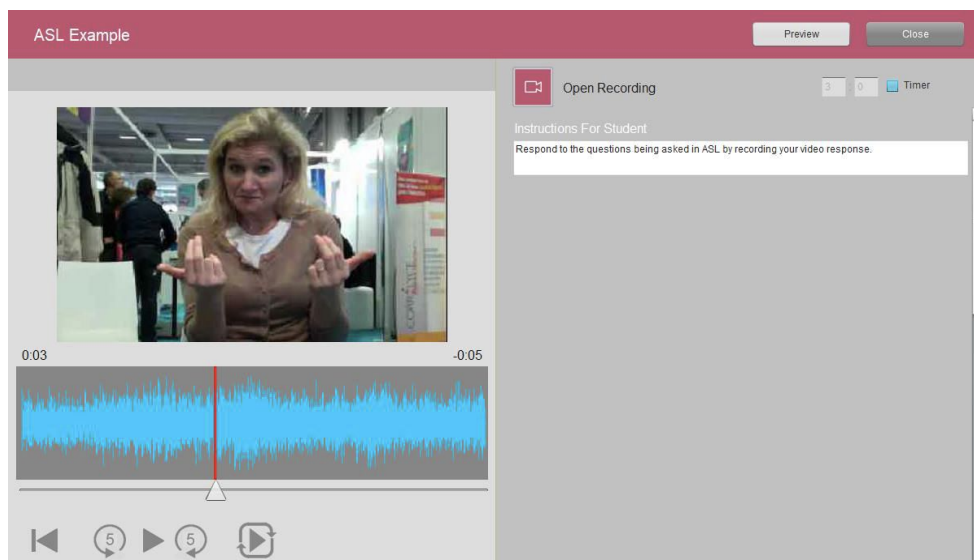 ASL Example
Preview
Close
Open Recording
3 : 0
Timer
Instructions For Student
Respond to the questions being asked in ASL by recording your video response.
0:03
-0:05
5
5